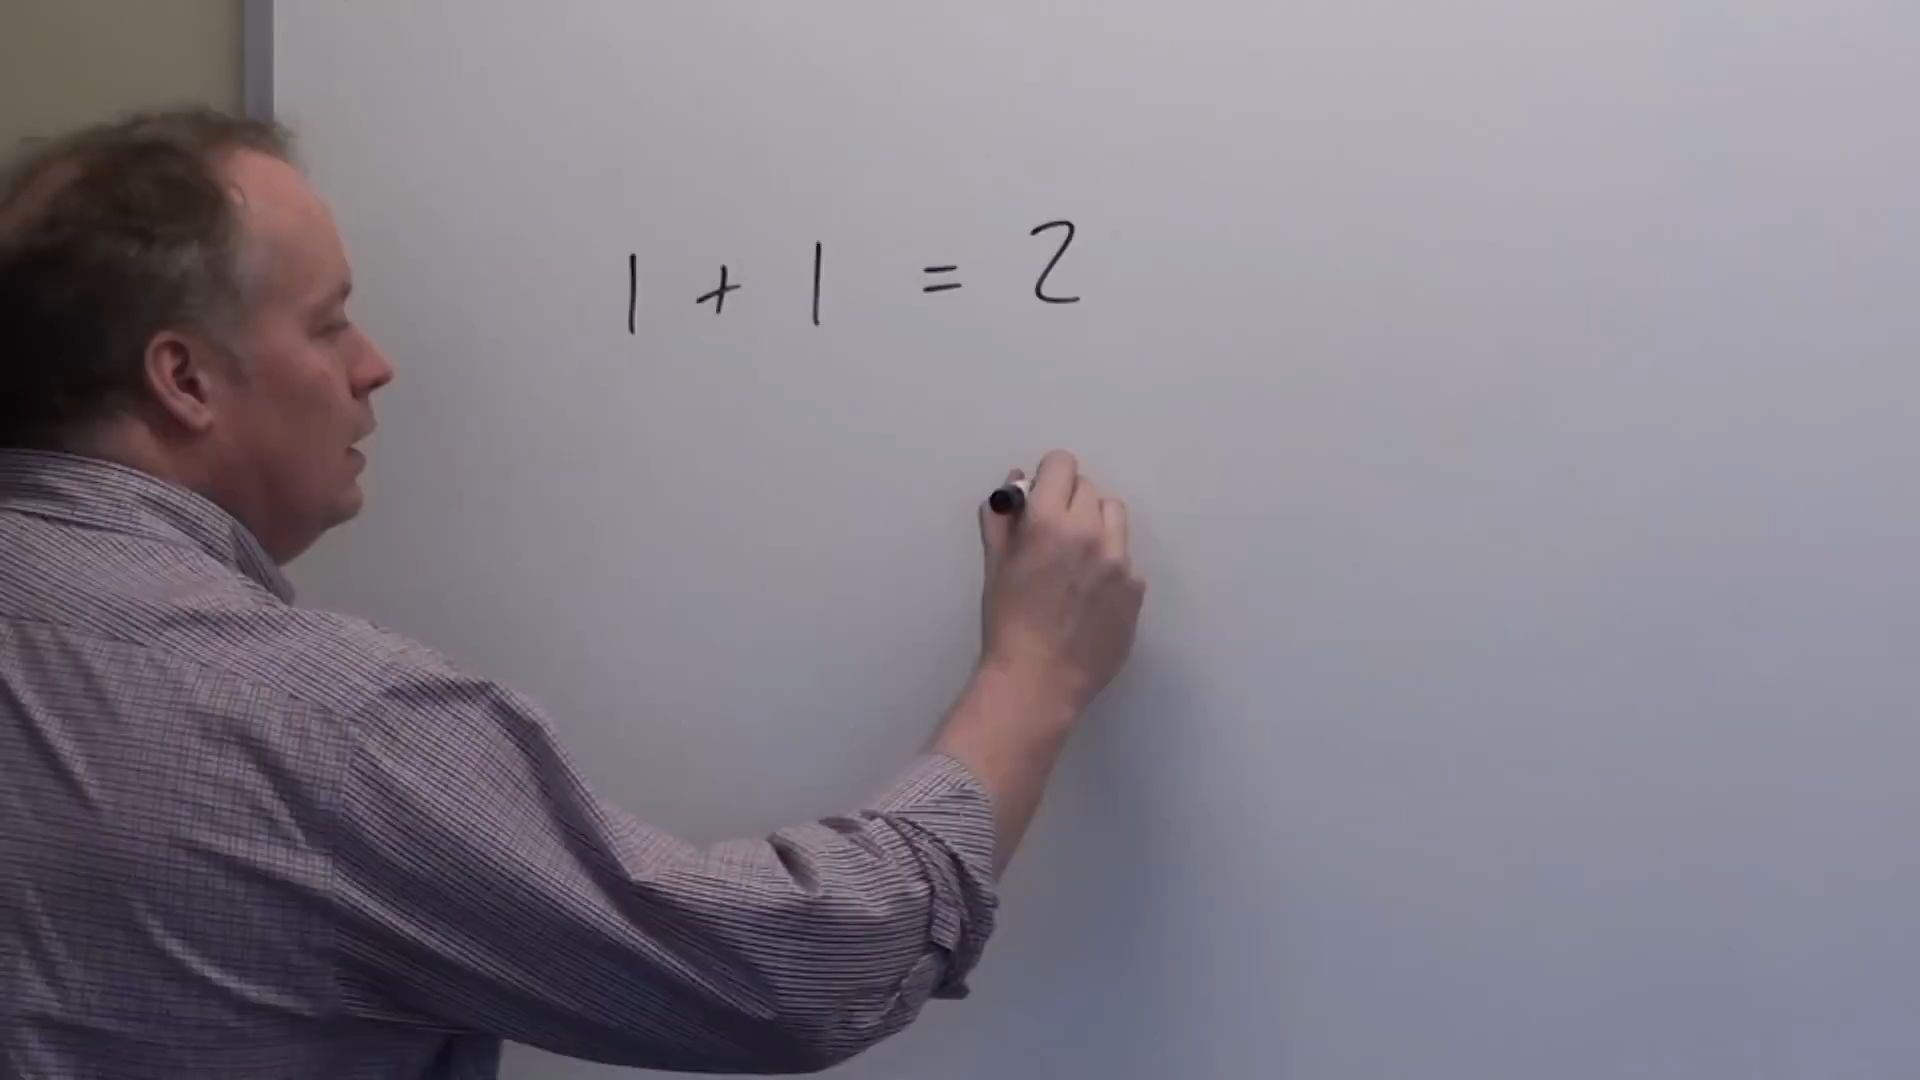 1 + 1 = 2